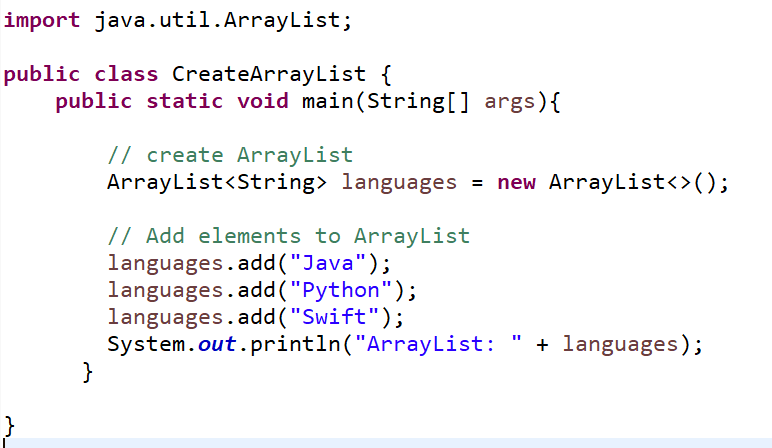 import java.util.ArrayList;
public class CreateArrayList {
    public static void main(String[] args){
        // create ArrayList
        ArrayList<String> languages = new ArrayList<>();
        // Add elements to ArrayList
        languages.add("Java");
        languages.add("Python");
        languages.add("Swift");
        System.out.println("ArrayList: " + languages);
      }
}